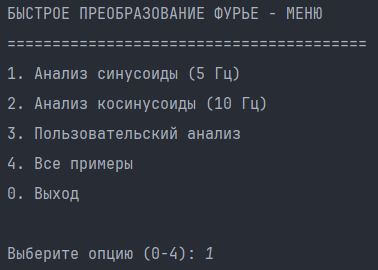 БЫСТРОЕ ПРЕОБРАЗОВАНИЕ ФУРЬЕ - МЕНЮ
========================================
1. Анализ синусоиды (5 Гц)
2. Анализ косинусоиды (10 Гц)
3. Пользовательский анализ
4. Все примеры
0. Выход
Выберите опцию (0-4): 1